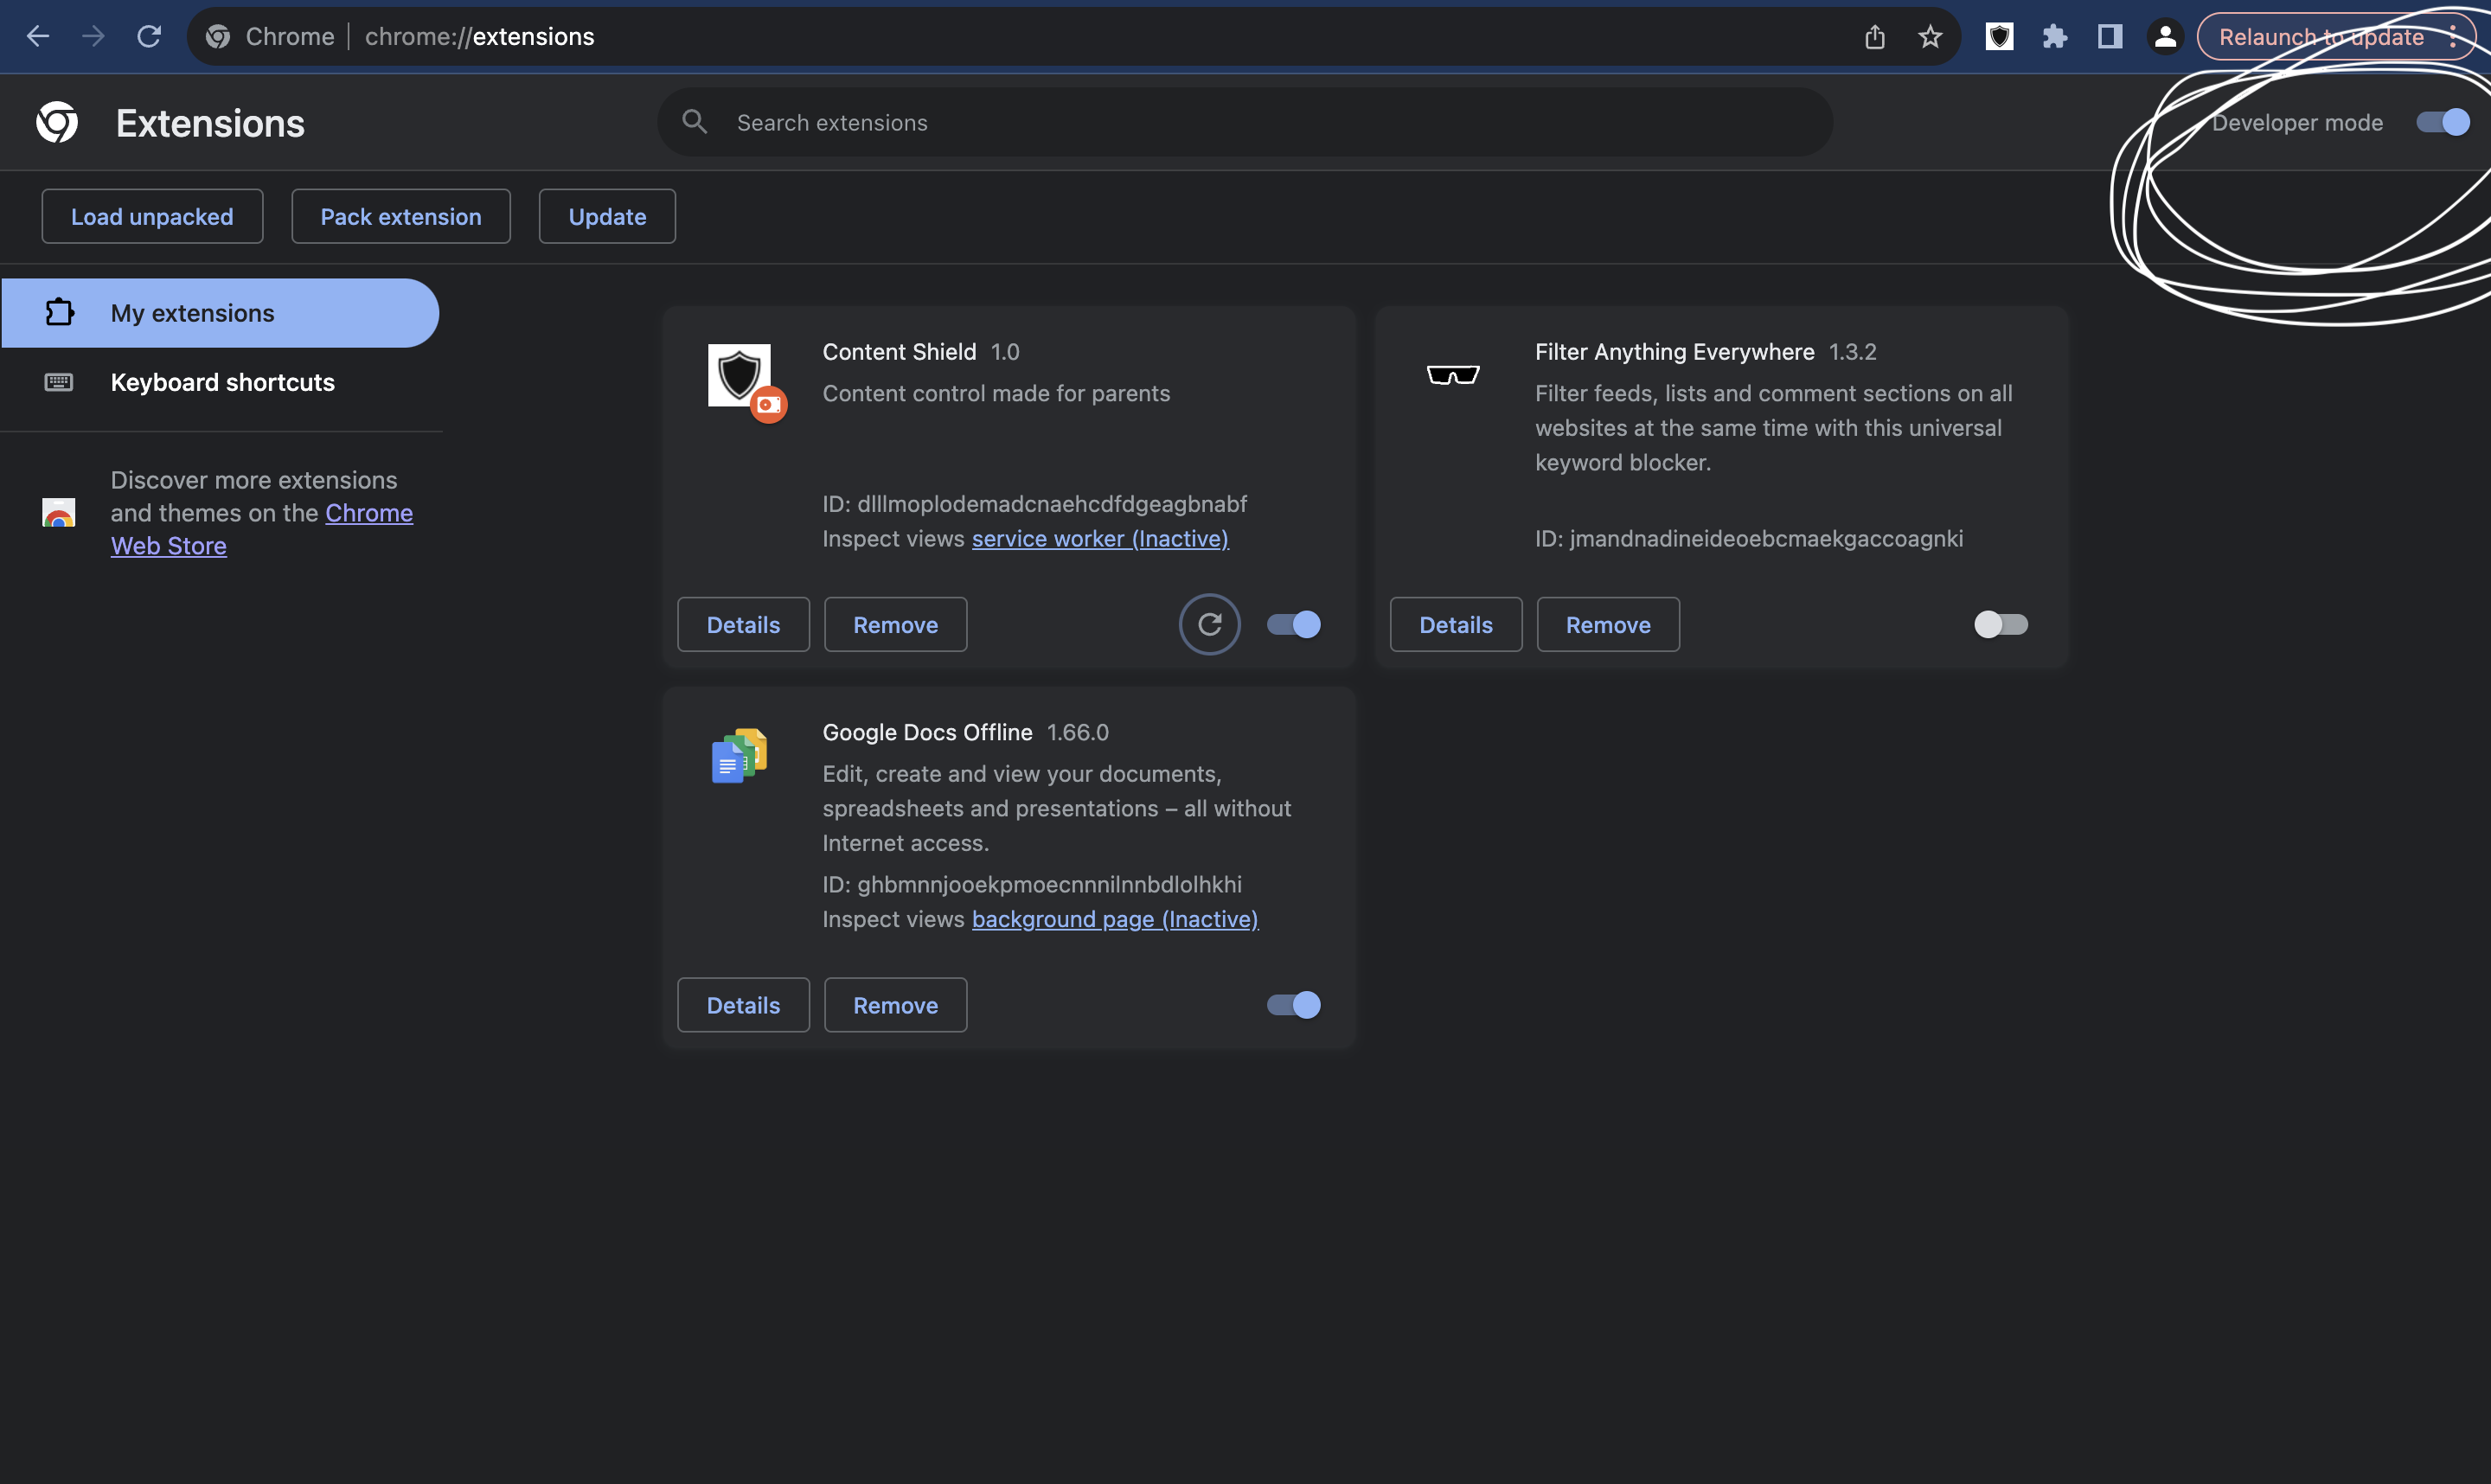 Chrome chrome://extensions
Relaunch to update
Extensions
Search extensions
Developer mode
Load unpacked
Pack extension
Update
My extensions
Keyboard shortcuts
Discover more extensions
and themes on the Chrome
Web Store
Content Shield 1.0
Content control made for parents
ID: dlllmoplodemadcnaehcdfdgeagbnabf
Inspect views service worker (Inactive)
Details
Remove
Filter Anything Everywhere 1.3.2
Filter feeds, lists and comment sections on all
websites at the same time with this universal
keyword blocker.
ID: jmandnadineideoebcmaekgaccoagnki
Details
Remove
Google Docs Offline 1.66.0
Edit, create and view your documents,
spreadsheets and presentations – all without
Internet access.
ID: ghbmnnjooekpmoecnnnilnnbdlolhkhi
Inspect views background page (Inactive)
Details
Remove